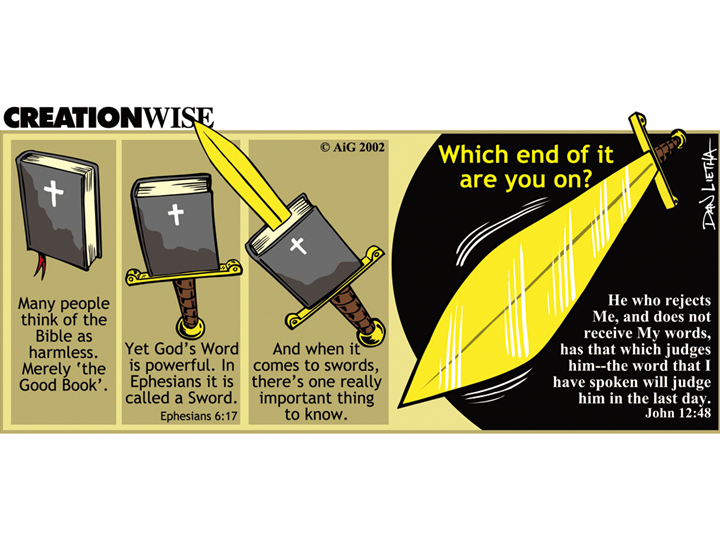 CREATIONWISE
Many people
think of the
Bible as
harmless.
Merely ‘the
Good Book’.
Yet God’s Word
is powerful. In
Ephesians it is
called a Sword.
Ephesians 6:17
© AiG 2002
And when it
comes to swords,
there’s one really
important thing
to know.
Which end of it
are you on?
DAN LIETHA
He who rejects
Me, and does not
receive My words,
has that which judges
him--the word that I
have spoken will judge
him in the last day.
John 12:48